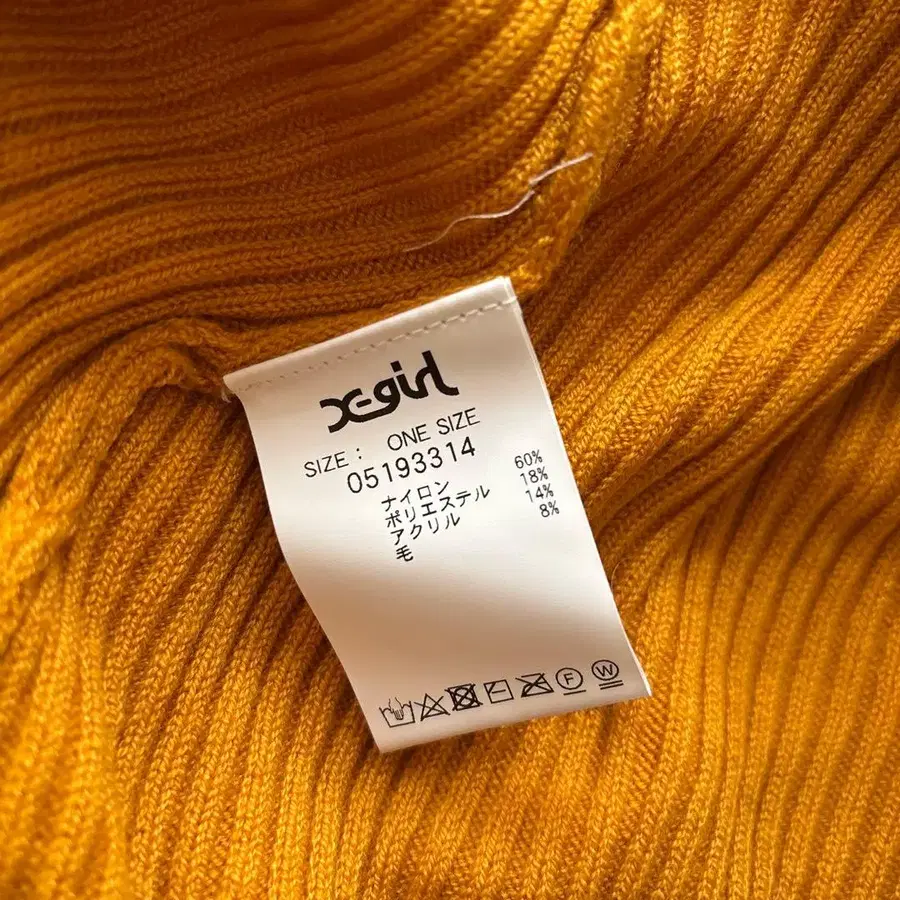 X-girl
SIZE : ONE SIZE
05193314
ナイロン 60%
ポリエステル 18%
アクリル 14%
毛 8%
F W